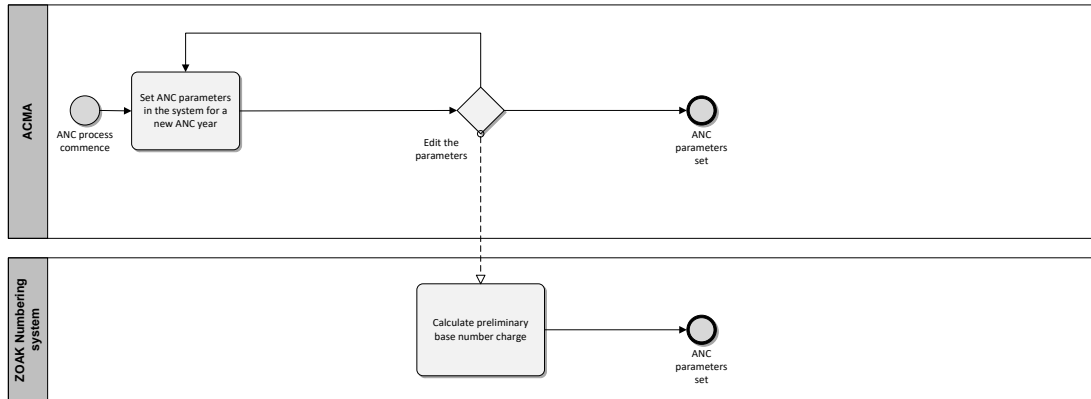 ACMA
ANC process
commence
Set ANC parameters
in the system for a
new ANC year
Edit the
parameters
ANC
parameters
set
ZOAK Numbering
system
Calculate preliminary
base number charge
ANC
parameters
set